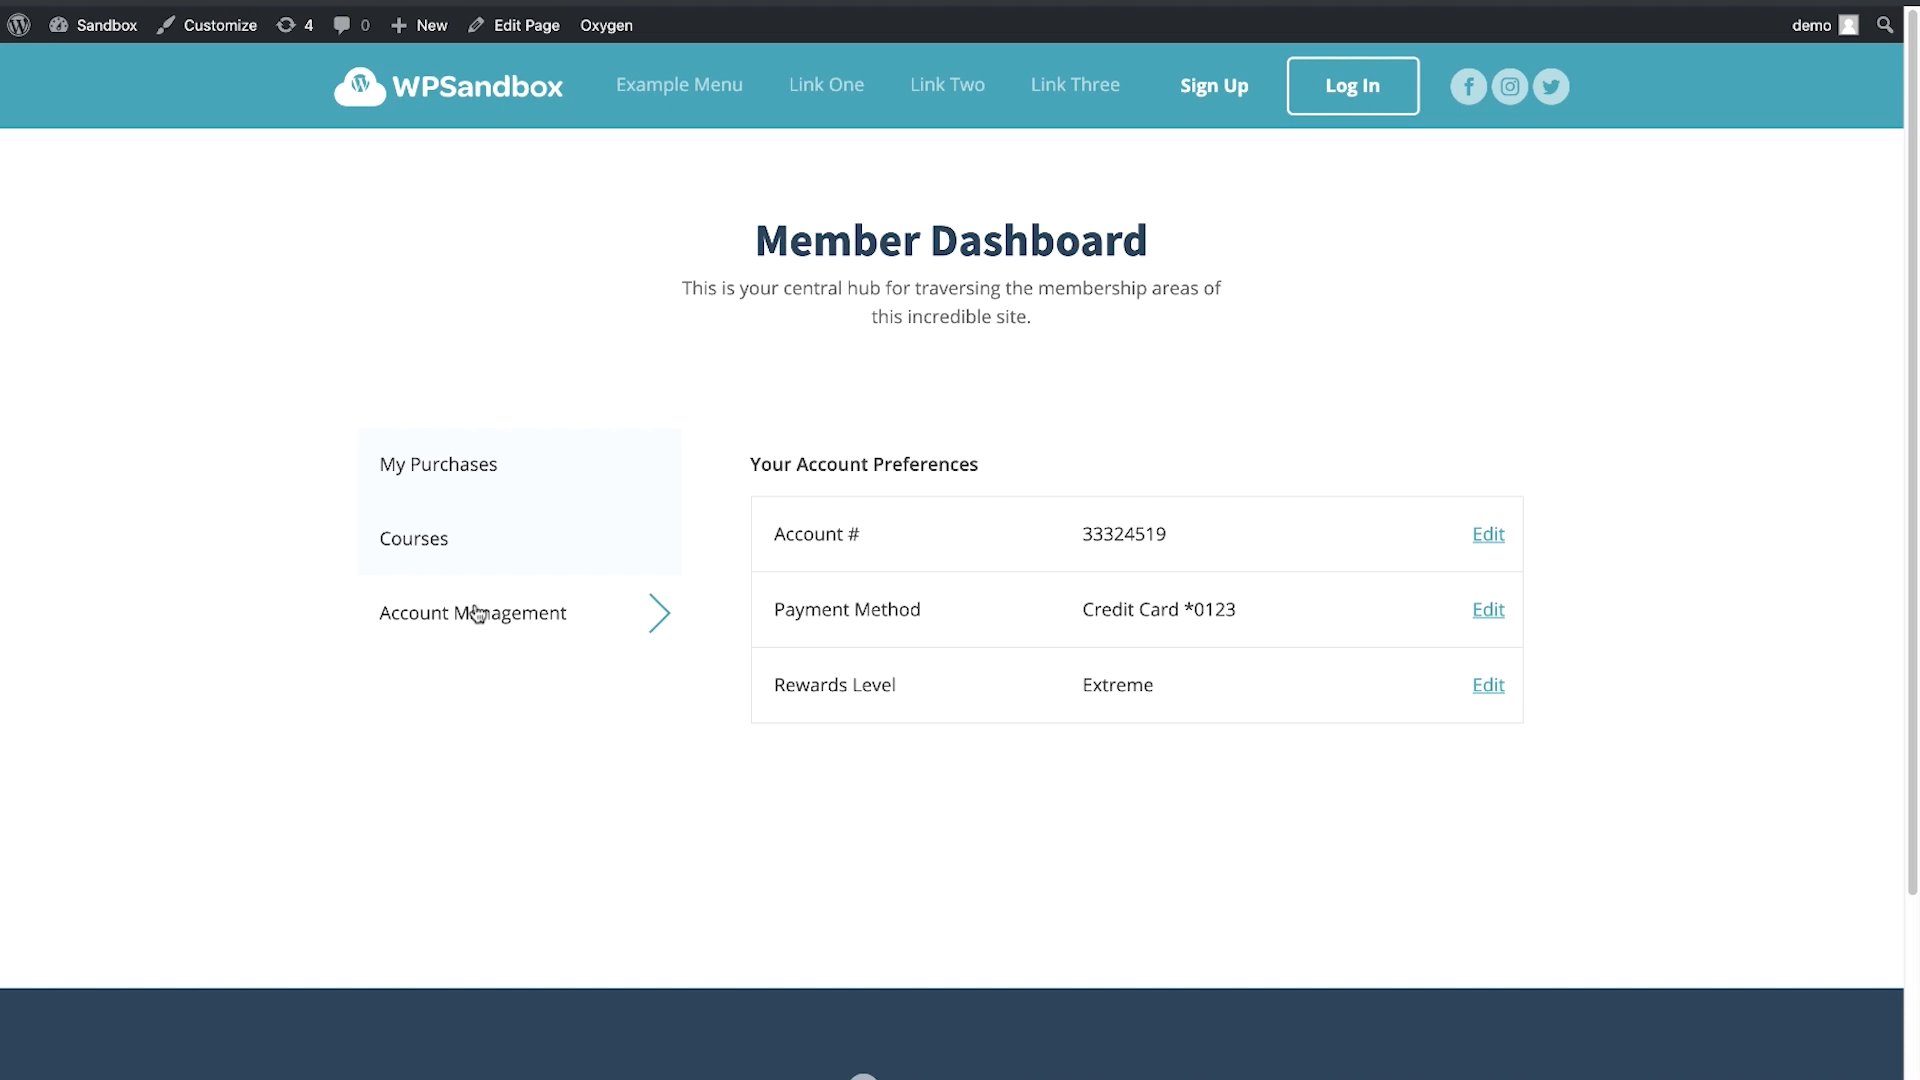 Sandbox Customize 4 0 New Edit Page Oxygen demo
WPSandbox Example Menu Link One Link Two Link Three Sign Up Log In
Member Dashboard
This is your central hub for traversing the membership areas of
this incredible site.
My Purchases
Courses
Account Management
Your Account Preferences
Account # 33324519 Edit
Payment Method Credit Card *0123 Edit
Rewards Level Extreme Edit